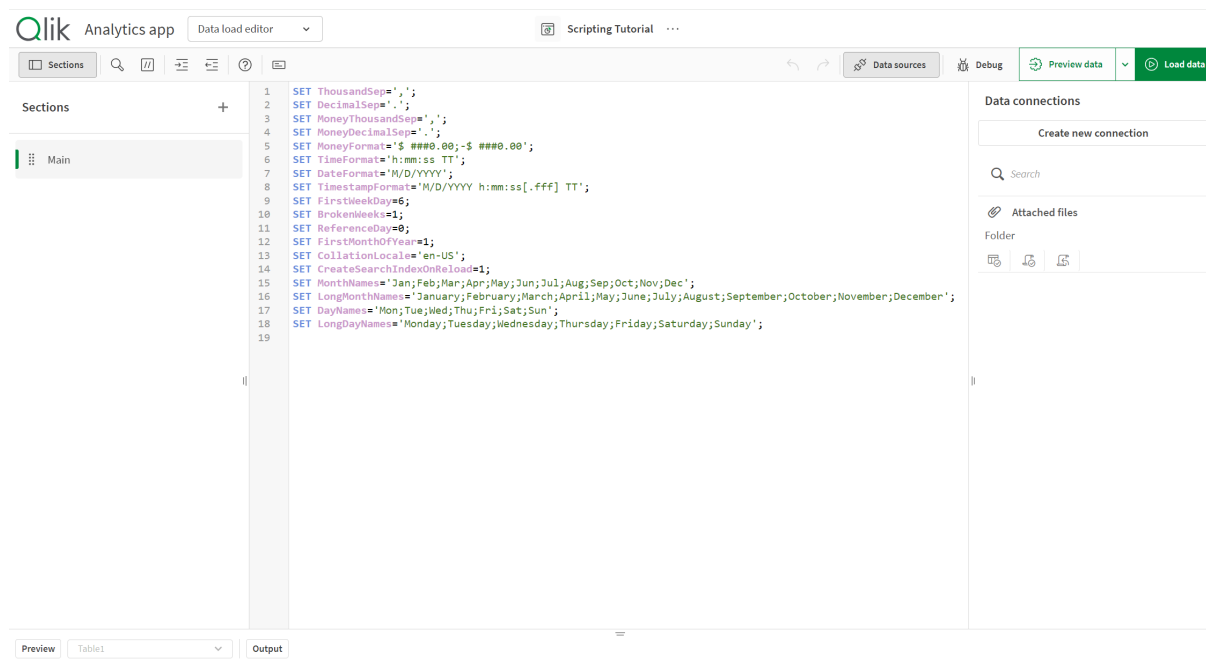 Qlik Analytics app Data load editor Scripting Tutorial ···
Sections // ? Data sources Debug Preview data Load data
Sections +
Main
1 SET ThousandSep=',';
2 SET DecimalSep='.';
3 SET MoneyThousandSep=',';
4 SET MoneyDecimalSep='.';
5 SET MoneyFormat='$ ###0.00;-$ ###0.00';
6 SET TimeFormat='h:mm:ss TT';
7 SET DateFormat='M/D/YYYY';
8 SET TimestampFormat='M/D/YYYY h:mm:ss[.fff] TT';
9 SET FirstWeekDay=6;
10 SET BrokenWeeks=1;
11 SET ReferenceDay=0;
12 SET FirstMonthOfYear=1;
13 SET CollationLocale='en-US';
14 SET CreateSearchIndexOnReload=1;
15 SET MonthNames='Jan;Feb;Mar;Apr;May;Jun;Jul;Aug;Sep;Oct;Nov;Dec';
16 SET LongMonthNames='January;February;March;April;May;June;July;August;September;October;November;December';
17 SET DayNames='Mon;Tue;Wed;Thu;Fri;Sat;Sun';
18 SET LongDayNames='Monday;Tuesday;Wednesday;Thursday;Friday;Saturday;Sunday';
19
Data connections
Create new connection
Search
Attached files
Folder
Preview Table1 Output